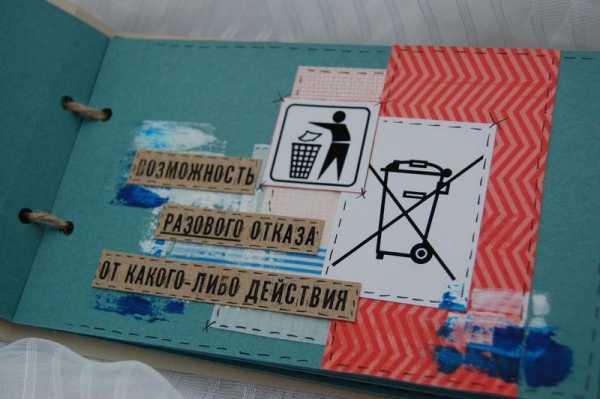 ВОЗМОЖНОСТЬ
РАЗОВОГО ОТКАЗА
ОТ КАКОГО-ЛИБО ДЕЙСТВИЯ